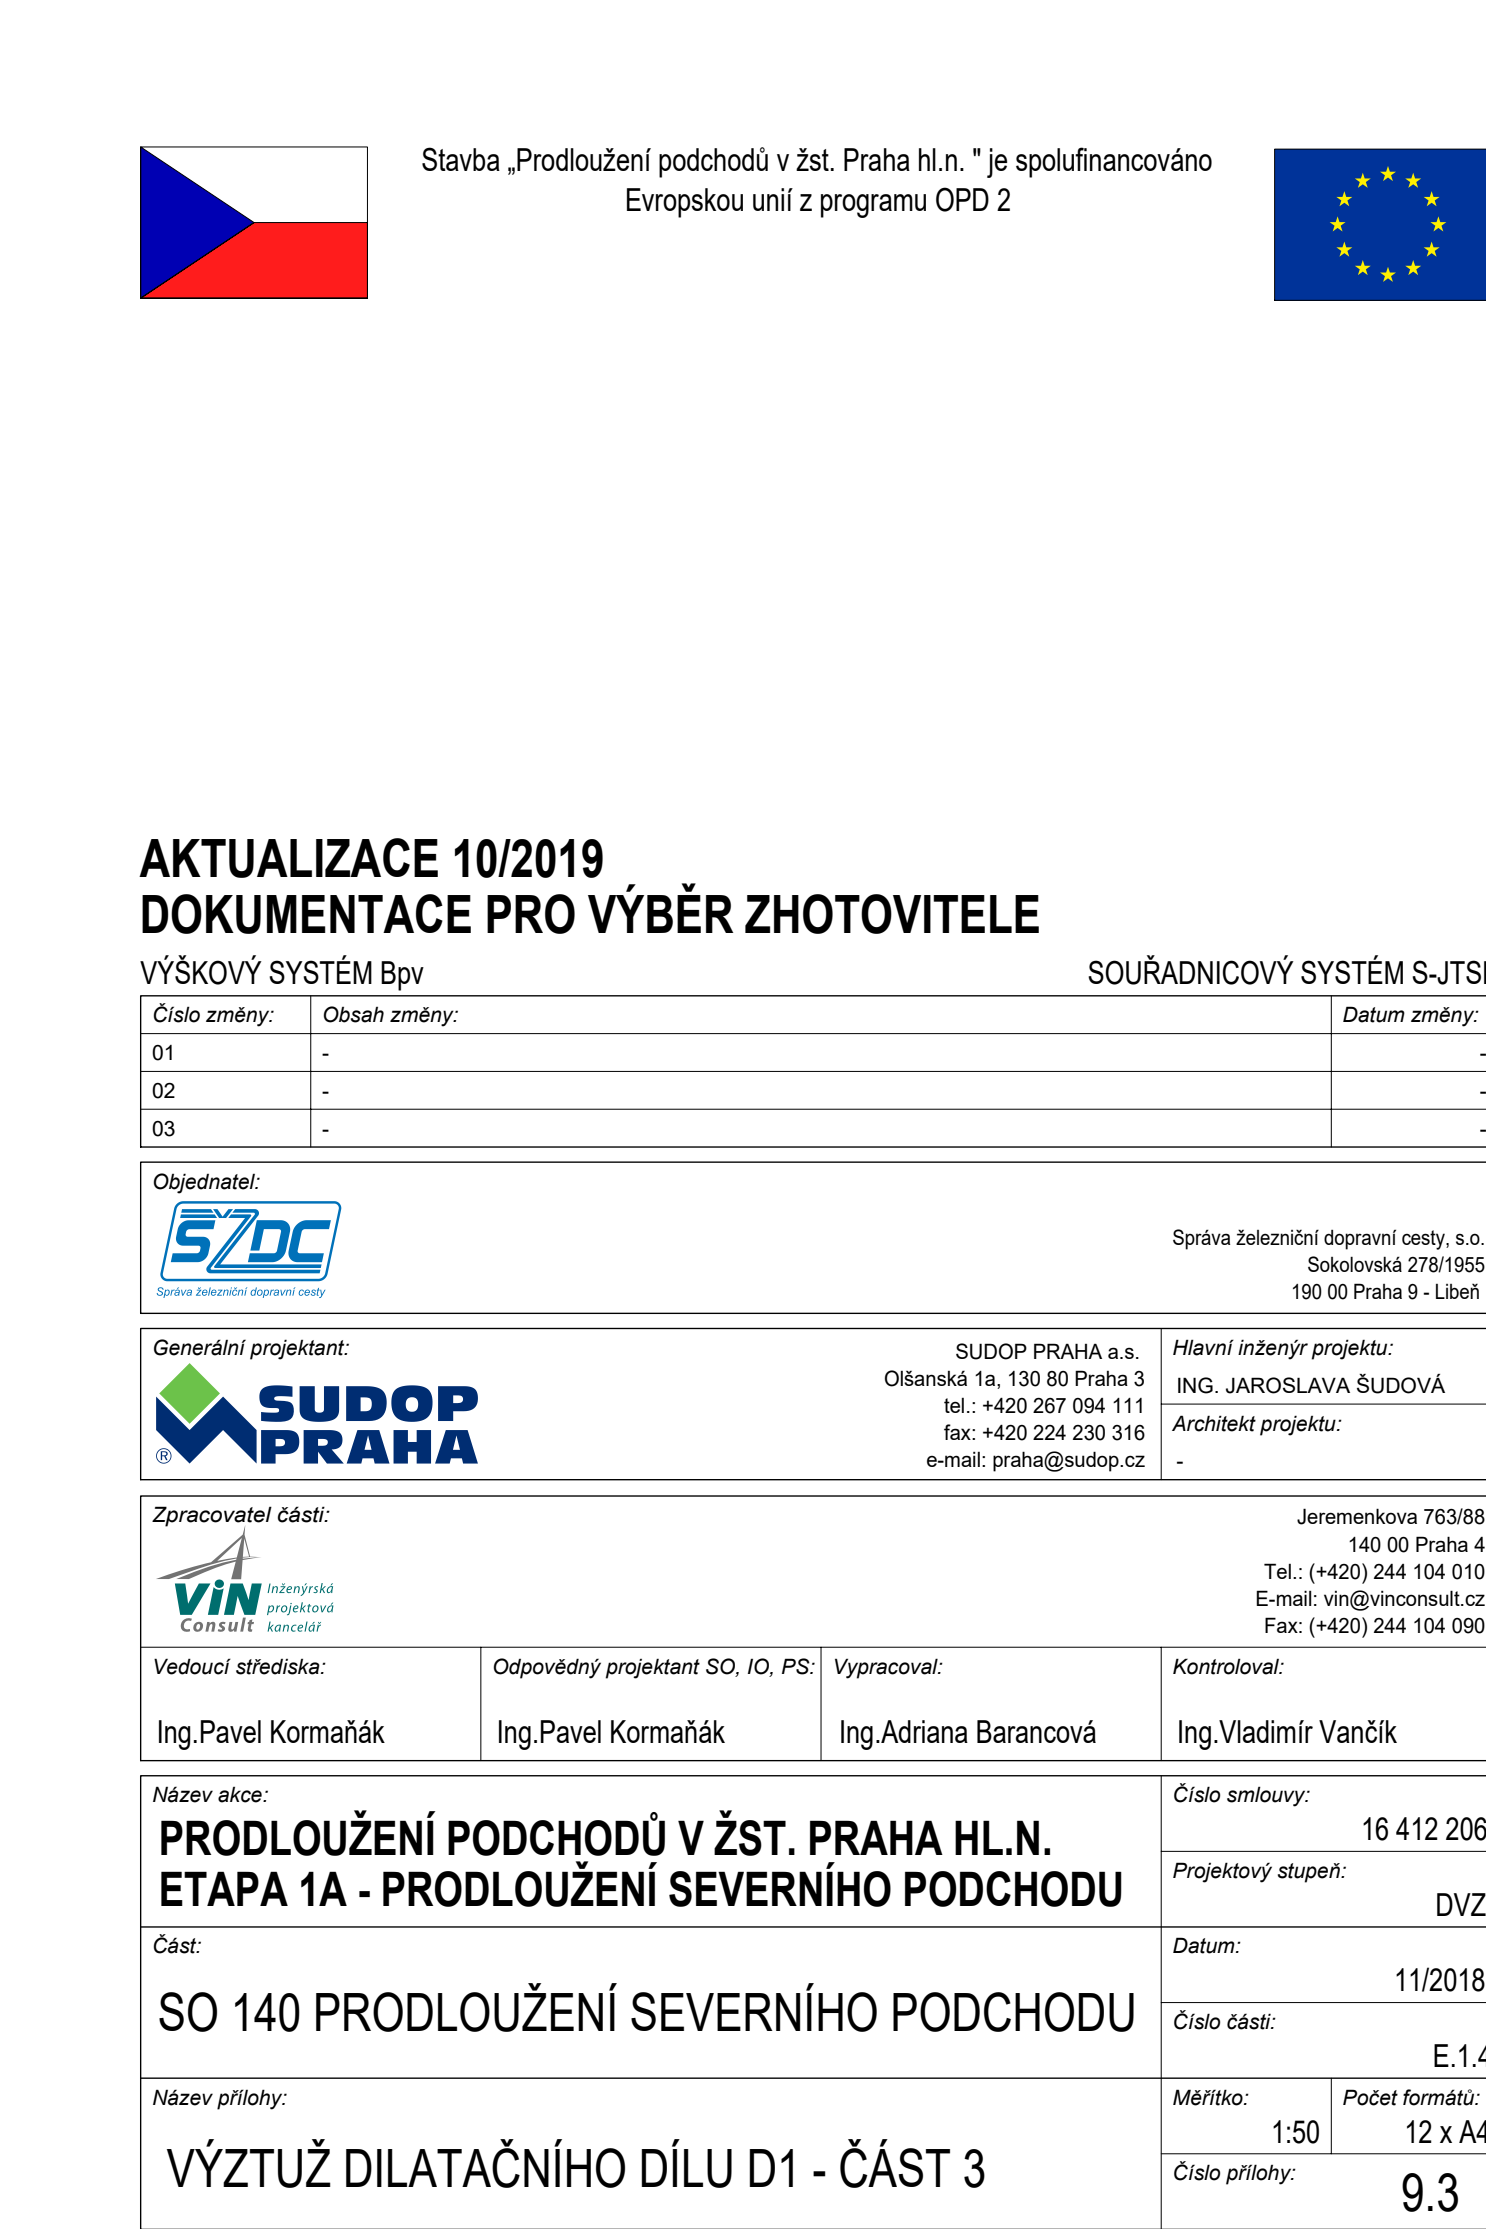 Stavba „Prodloužení podchodů v žst. Praha hl.n. " je spolufinancováno
Evropskou unií z programu OPD 2
AKTUALIZACE 10/2019
DOKUMENTACE PRO VÝBĚR ZHOTOVITELE
VÝŠKOVÝ SYSTÉM Bpv
SOUŘADNICOVÝ SYSTÉM
Číslo změny: Obsah změny: Datum změny:
01 - -
02 - -
03 - -
Objednatel:
SŽDC
Správa železniční dopravní cesty
Správa železniční dopravní cesty, s.o.
Sokolovská 278/1955
190 00 Praha 9 - Libeň
Generální projektant:
SUDOP
PRAHA
®
SUDOP PRAHA a.s.
Olšanská 1a, 130 80 Praha 3
tel.: +420 267 094 111
fax: +420 224 230 316
e-mail: praha@sudop.cz
Hlavní inženýr projektu:
ING. JAROSLAVA ŠUDOVÁ
Architekt projektu:
-
Zpracovatel části:
ViN
Consult
Inženýrská
projektová
kancelář
Jeremenkova 763/88
140 00 Praha 4
Tel.: (+420) 244 104 010
E-mail: vin@vinconsult.cz
Fax: (+420) 244 104 090
Vedoucí střediska:
Ing.Pavel Kormaňák
Odpovědný projektant SO, IO, PS:
Ing.Pavel Kormaňák
Vypracoval:
Ing.Adriana Barancová
Kontroloval:
Ing.Vladimír Vančík
Název akce:
PRODLOUŽENÍ PODCHODŮ V ŽST. PRAHA HL.N.
ETAPA 1A - PRODLOUŽENÍ SEVERNÍHO PODCHODU
Číslo smlouvy:
16 412 206
Projektový stupeň:
DVZ
Část:
SO 140 PRODLOUŽENÍ SEVERNÍHO PODCHODU
Datum:
11/2018
Číslo části:
E.1.4
Název přílohy:
VÝZTUŽ DILATAČNÍHO DÍLU D1 - ČÁST 3
Měřítko:
1:50
Počet formátů:
12 x A4
Číslo přílohy:
9.3